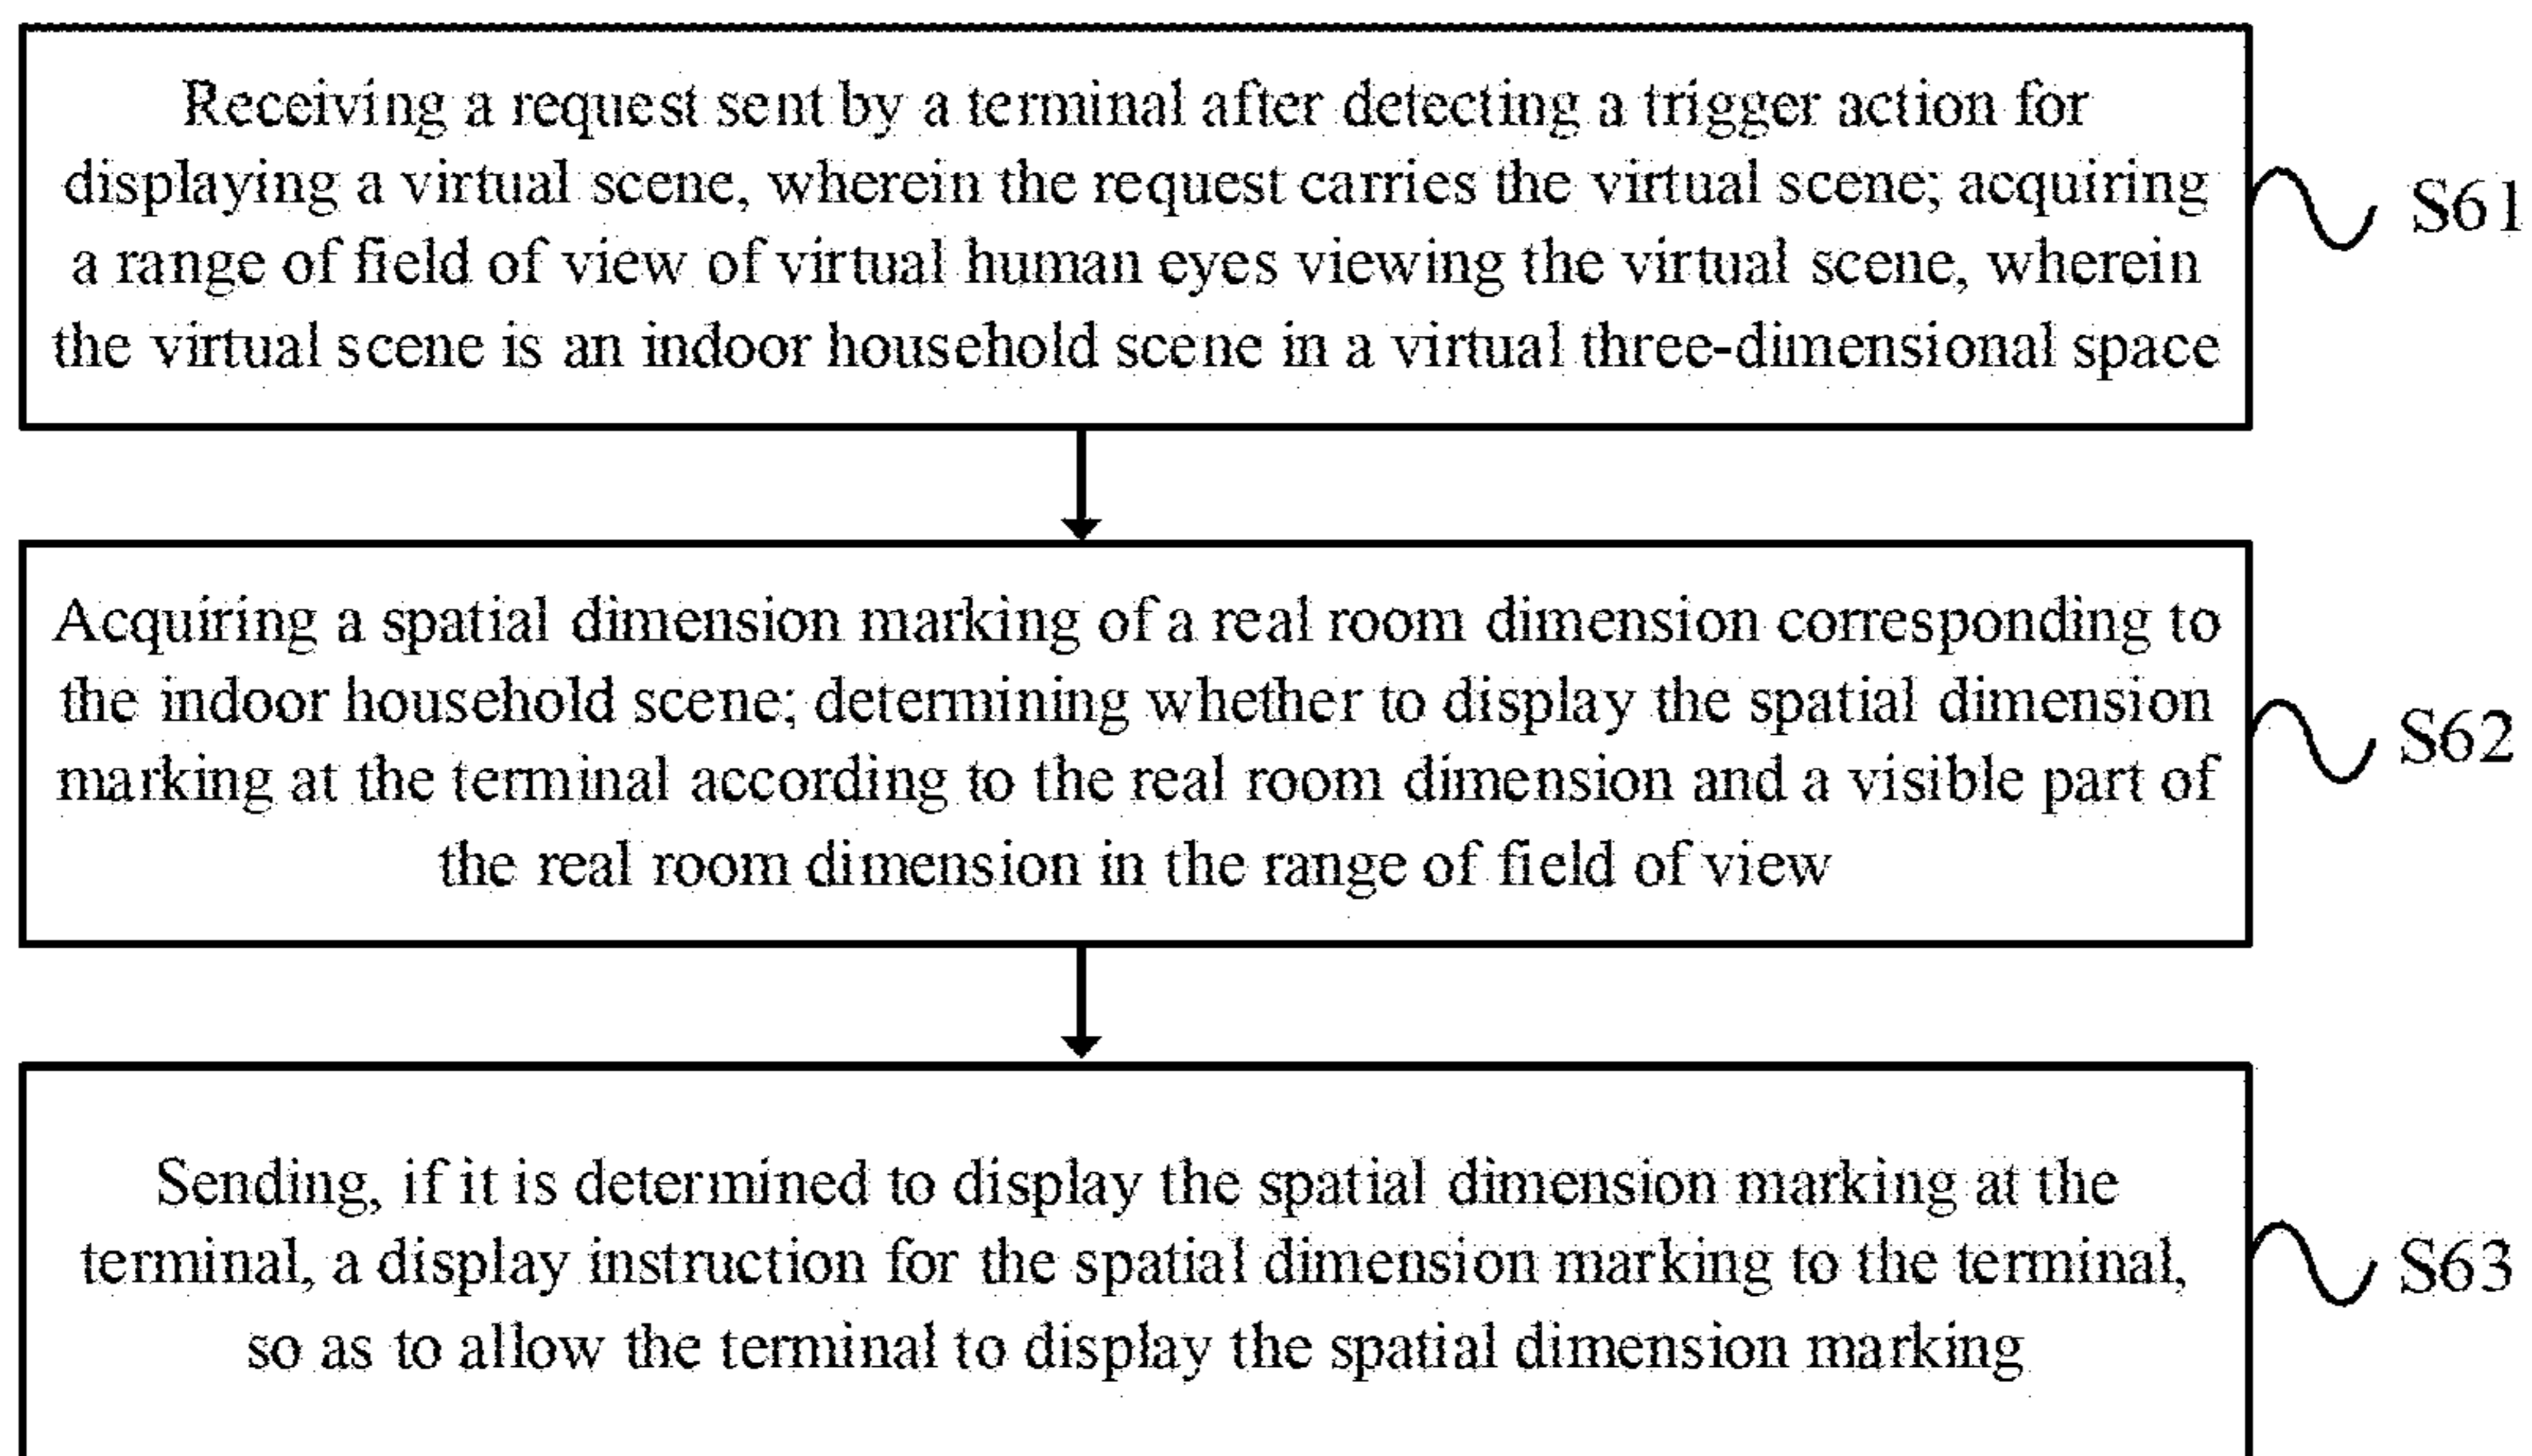 Receiving a request sent by a terminal after detecting a trigger action for
displaying a virtual scene, wherein the request carries the virtual scene; acquiring
a range of field of view of virtual human eyes viewing the virtual scene, wherein
the virtual scene is an indoor household scene in a virtual three-dimensional space
S61
Acquiring a spatial dimension marking of a real room dimension corresponding to
the indoor household scene; determining whether to display the spatial dimension
marking at the terminal according to the real room dimension and a visible part of
the real room dimension in the range of field of view
S62
Sending, if it is determined to display the spatial dimension marking at the
terminal, a display instruction for the spatial dimension marking to the terminal,
so as to allow the terminal to display the spatial dimension marking
S63